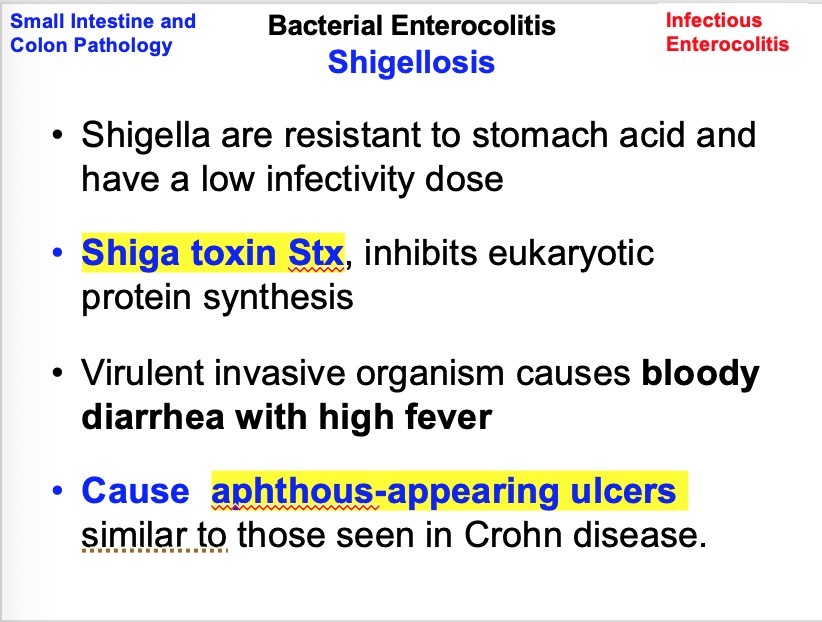 Small Intestine and
Colon Pathology
Bacterial Enterocolitis
Shigellosis
Infectious
Enterocolitis
• Shigella are resistant to stomach acid and
have a low infectivity dose
• Shiga toxin Stx, inhibits eukaryotic
protein synthesis
• Virulent invasive organism causes bloody
diarrhea with high fever
• Cause aphthous-appearing ulcers
similar to those seen in Crohn disease.